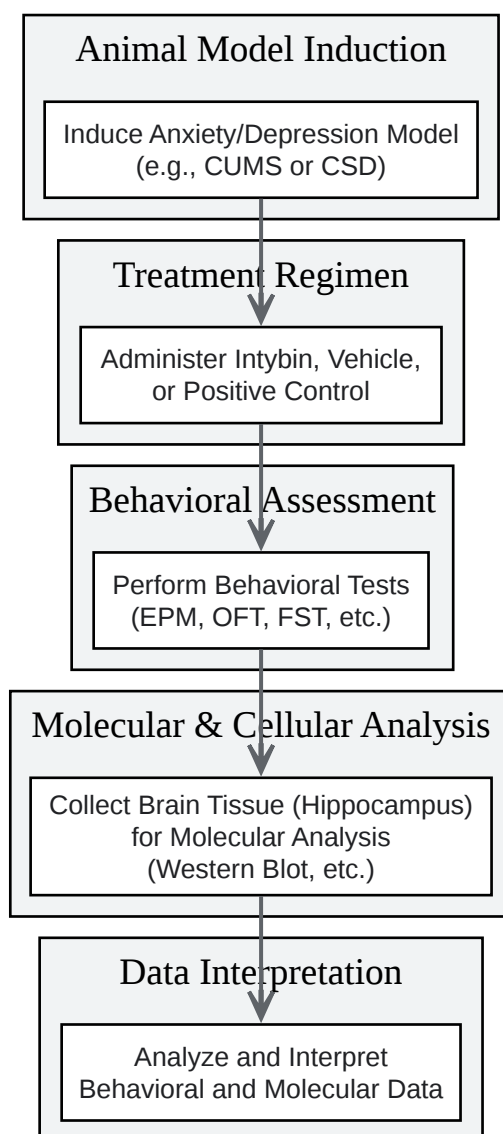 Animal Model Induction
Induce Anxiety/Depression Model
(e.g., CUMS or CSD)
Treatment Regimen
Administer Intybin, Vehicle,
or Positive Control
Behavioral Assessment
Perform Behavioral Tests
(EPM, OFT, FST, etc.)
Molecular & Cellular Analysis
Collect Brain Tissue (Hippocampus)
for Molecular Analysis
(Western Blot, etc.)
Data Interpretation
Analyze and Interpret
Behavioral and Molecular Data